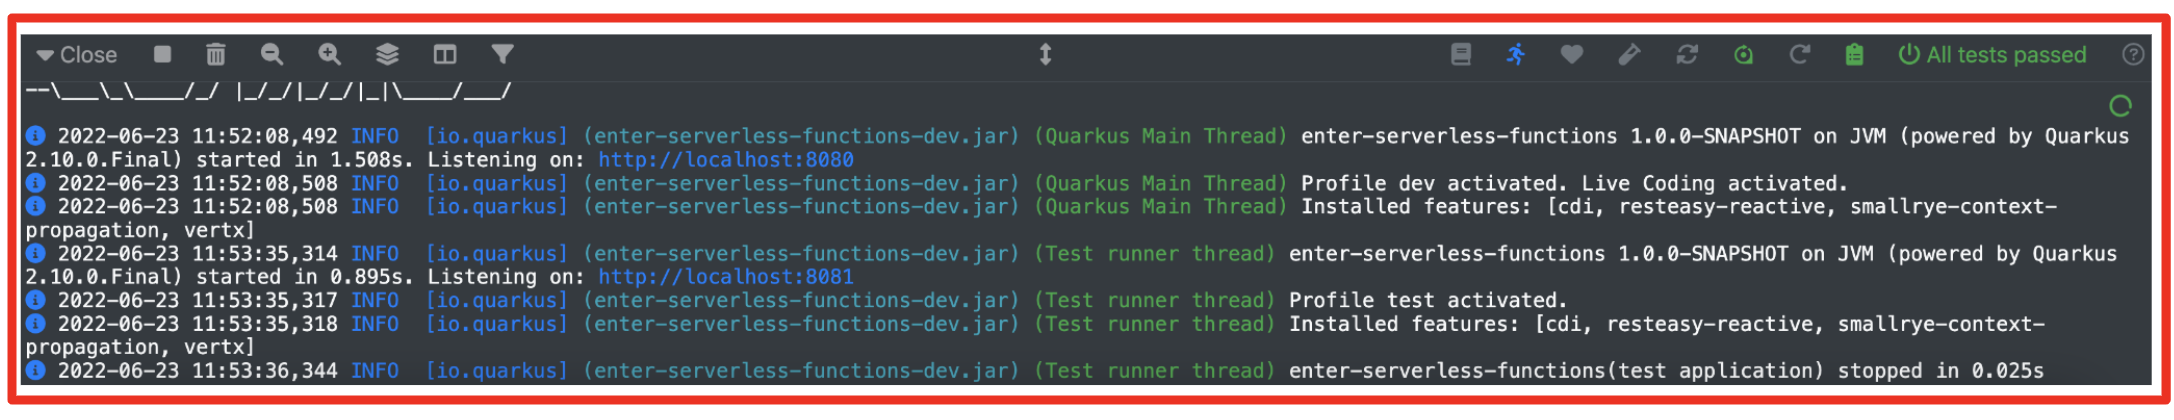 Close All tests passed
--\___\_\____/_/ |_/_/|_/_/|_|\____/___/
2022-06-23 11:52:08,492 INFO  [io.quarkus] (enter-serverless-functions-dev.jar) (Quarkus Main Thread) enter-serverless-functions 1.0.0-SNAPSHOT on JVM (powered by Quarkus
2.10.0.Final) started in 1.508s. Listening on: http://localhost:8080
2022-06-23 11:52:08,508 INFO  [io.quarkus] (enter-serverless-functions-dev.jar) (Quarkus Main Thread) Profile dev activated. Live Coding activated.
2022-06-23 11:52:08,508 INFO  [io.quarkus] (enter-serverless-functions-dev.jar) (Quarkus Main Thread) Installed features: [cdi, resteasy-reactive, smallrye-context-
propagation, vertx]
2022-06-23 11:53:35,314 INFO  [io.quarkus] (enter-serverless-functions-dev.jar) (Test runner thread) enter-serverless-functions 1.0.0-SNAPSHOT on JVM (powered by Quarkus
2.10.0.Final) started in 0.895s. Listening on: http://localhost:8081
2022-06-23 11:53:35,317 INFO  [io.quarkus] (enter-serverless-functions-dev.jar) (Test runner thread) Profile test activated.
2022-06-23 11:53:35,318 INFO  [io.quarkus] (enter-serverless-functions-dev.jar) (Test runner thread) Installed features: [cdi, resteasy-reactive, smallrye-context-
propagation, vertx]
2022-06-23 11:53:36,344 INFO  [io.quarkus] (enter-serverless-functions-dev.jar) (Test runner thread) enter-serverless-functions(test application) stopped in 0.025s